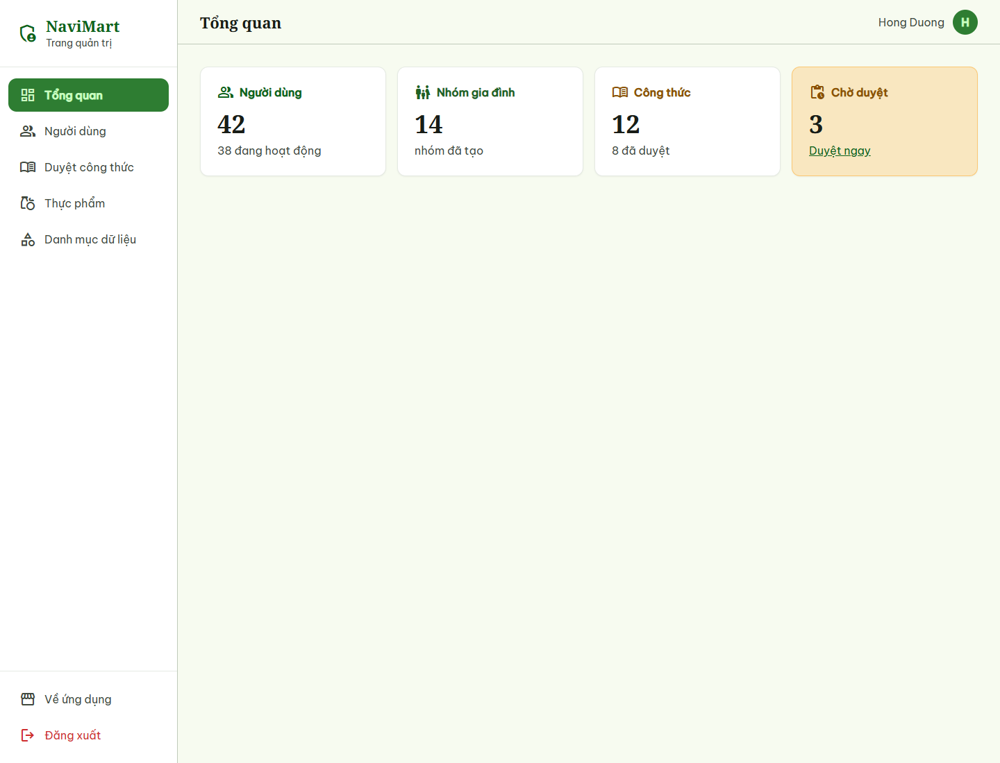 NaviMart
Trang quản trị
Tổng quan
Người dùng
Duyệt công thức
Thực phẩm
Danh mục dữ liệu
Về ứng dụng
Đăng xuất
Tổng quan
Hong Duong
H
Người dùng
42
38 đang hoạt động
Nhóm gia đình
14
nhóm đã tạo
Công thức
12
8 đã duyệt
Chờ duyệt
3
Duyệt ngay